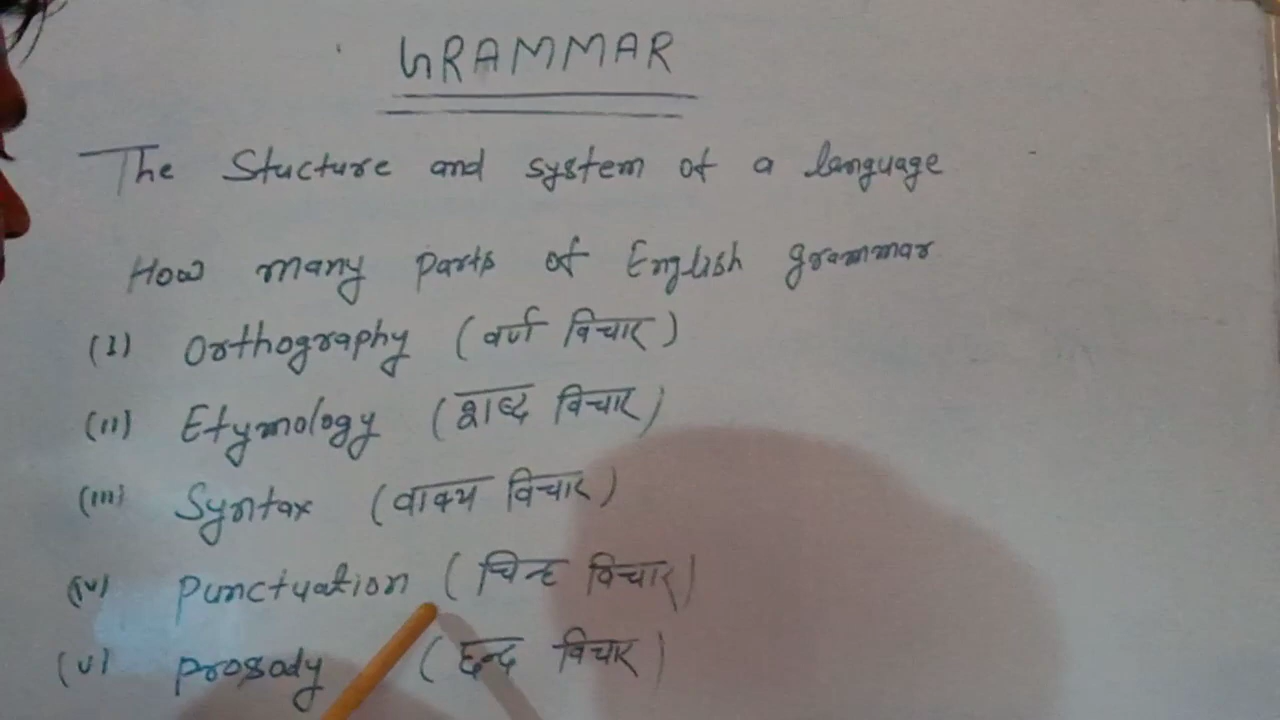 GRAMMAR
The Stucture and system of a language
How many parts of English grammar
(I) Orthography (वर्ण विचार)
(II) Etymology (शब्द विचार)
(III) Syntax (वाक्य विचार)
(IV) Punctuation (चिन्ह विचार)
(V) Prosady (छन्द विचार)